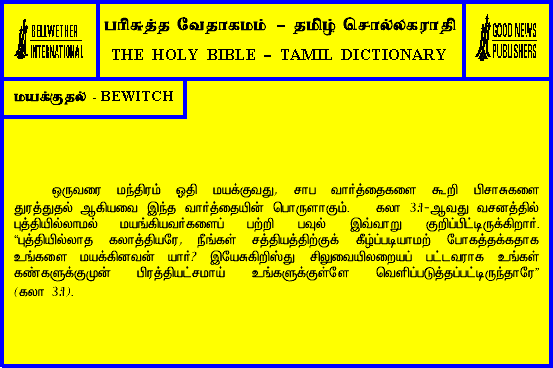 BELLWETHER
INTERNATIONAL
பரிசுத்த வேதாகமம் – தமிழ் சொல்லகராதி
THE HOLY BIBLE – TAMIL DICTIONARY
GOOD NEWS
PUBLISHERS
மயக்குதல் - BEWITCH
ஒருவரை மந்திரம் ஓதி மயக்குவது, சாப வார்த்தைகளை கூறி பிசாசுகளை
துரத்துதல் ஆகியவை இந்த வார்த்தையின் பொருளாகும். கலா 3:1-ஆவது வசனத்தில்
புத்தியில்லாமல் மயங்கியவர்களைப் பற்றி பவுல் இவ்வாறு குறிப்பிட்டிருக்கிறார்.
“புத்தியில்லாத கலாத்தியரே, நீங்கள் சத்தியத்திற்குக் கீழ்ப்படியாமற் போகத்தக்கதாக
உங்களை மயக்கினவன் யார்? இயேசுகிறிஸ்து சிலுவையிலறையப் பட்டவராக உங்கள்
கண்களுக்குமுன் பிரத்தியட்சமாய் உங்களுக்குள்ளே வெளிப்படுத்தப்பட்டிருந்தாரே”
(கலா 3:1).